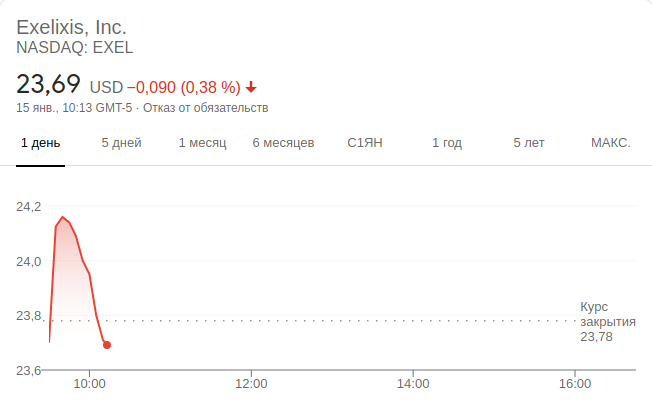 Exelixis, Inc.
NASDAQ: EXEL
23,69 USD −0,090 (0,38 %)
15 янв., 10:13 GMT-5 · Отказ от обязательств
1 день 5 дней 1 месяц 6 месяцев С1ЯН 1 год 5 лет МАКС.
24,2
24,0
23,8
Курс
закрытия
23,78
23,6
10:00 12:00 14:00 16:00